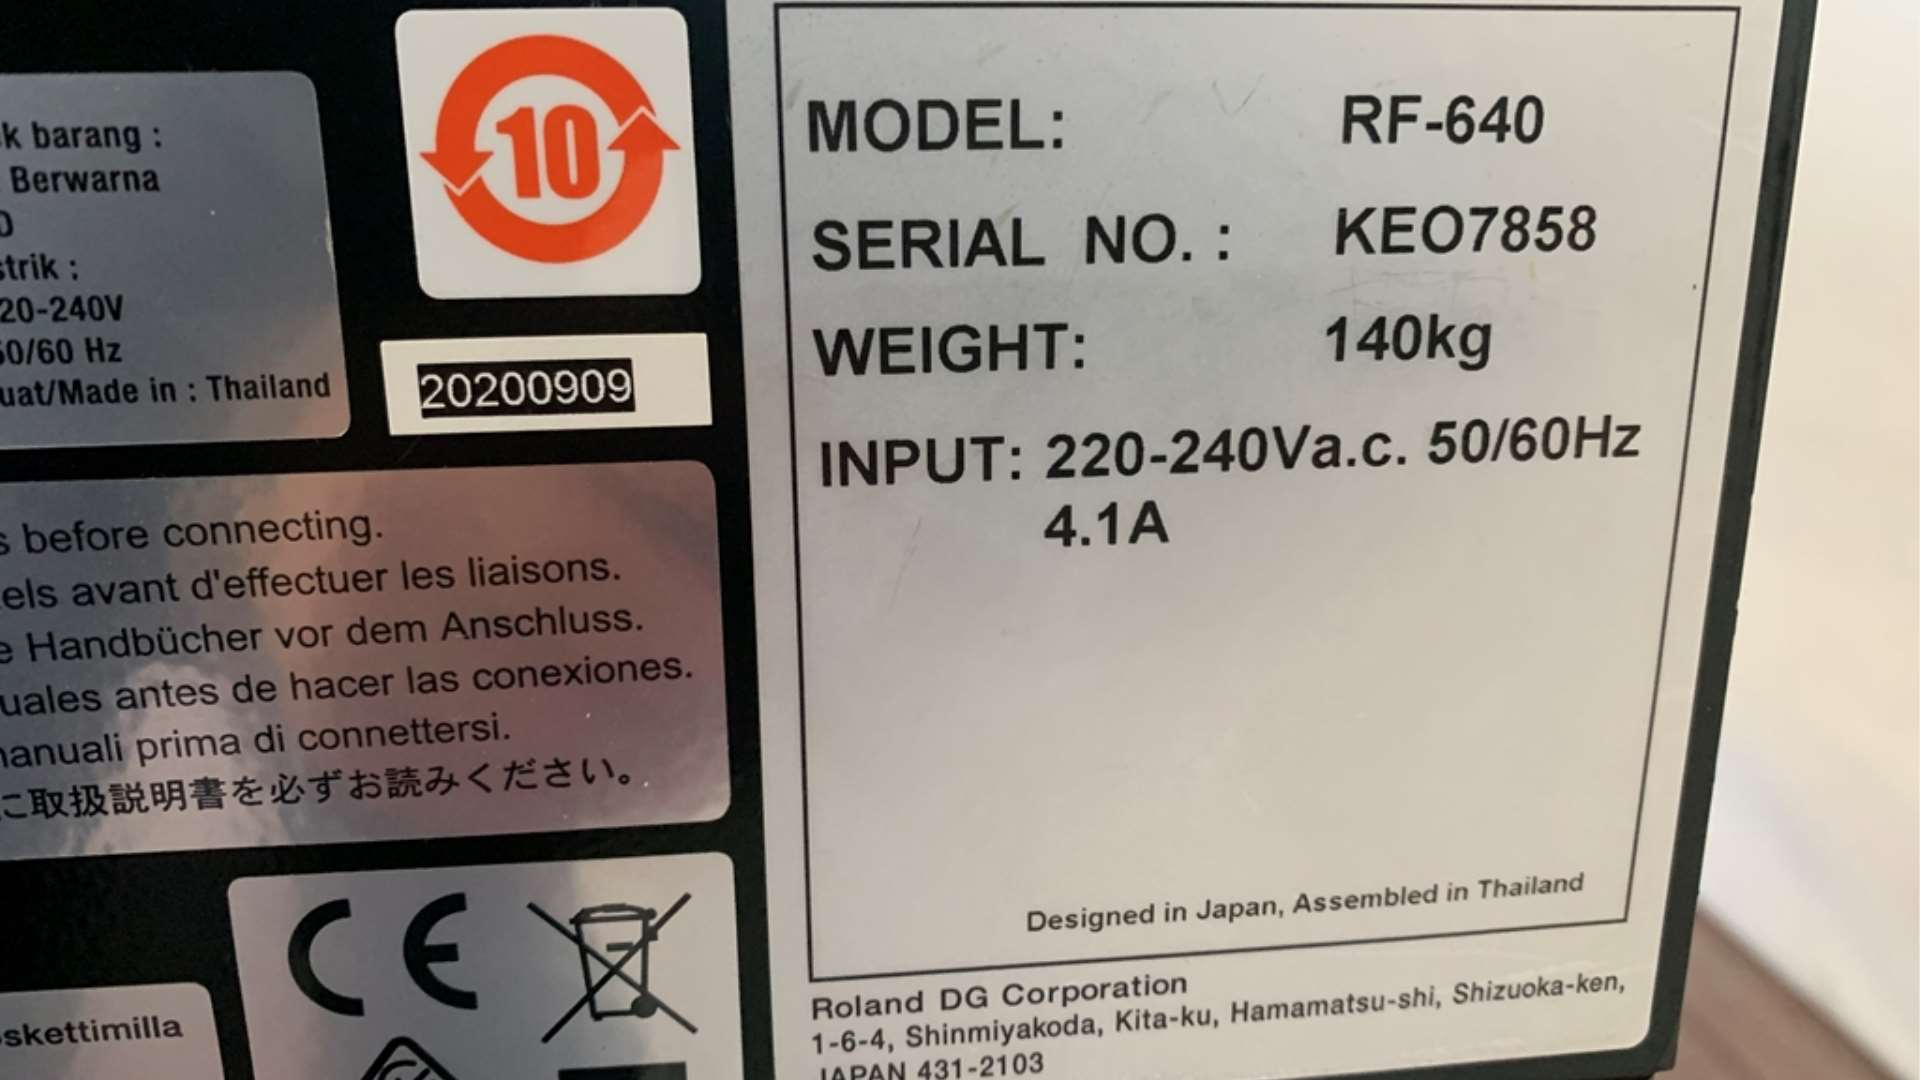 k barang :
Berwarna
strik :
20-240V
50/60 Hz
uat/Made in : Thailand
10
20200909
s before connecting.
els avant d'effectuer les liaisons.
e Handbücher vor dem Anschluss.
uales antes de hacer las conexiones.
manuali prima di connettersi.
に取扱説明書を必ずお読みください。
CE
skettimilla
MODEL: RF-640
SERIAL NO. : KEO7858
WEIGHT: 140kg
INPUT: 220-240Va.c. 50/60Hz
4.1A
Designed in Japan, Assembled in Thailand
Roland DG Corporation
1-6-4, Shinmiyakoda, Kita-ku, Hamamatsu-shi, Shizuoka-ken,
JAPAN 431-2103